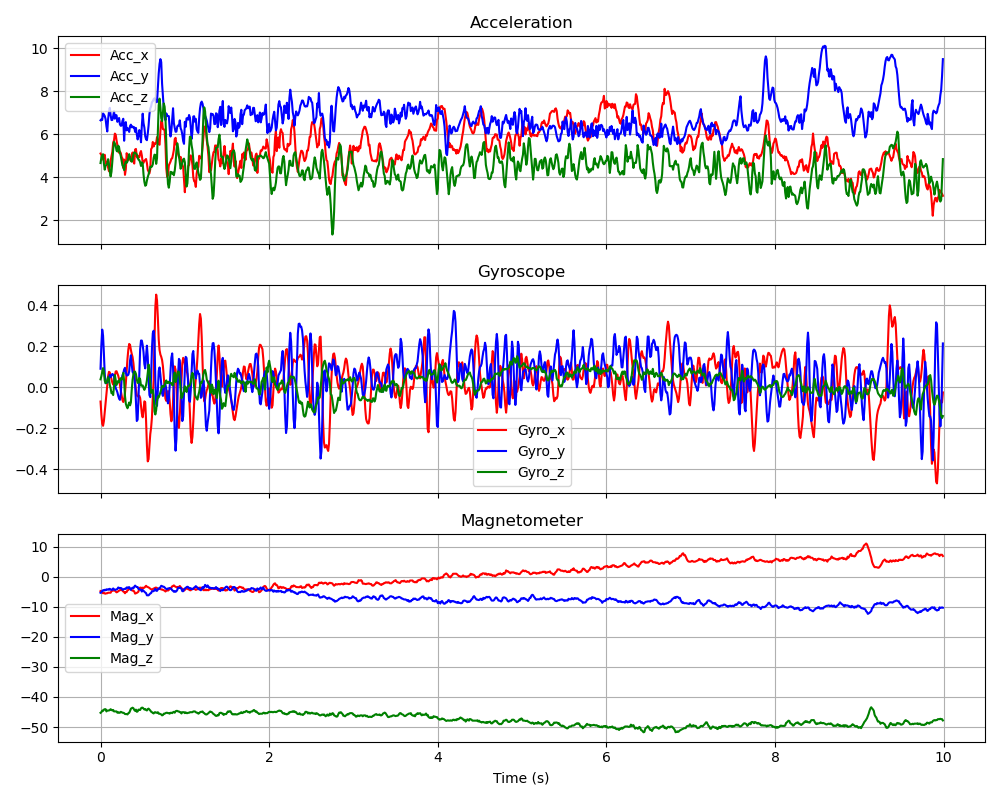 Acceleration
10
8
6
4
2
Acc_x
Acc_y
Acc_z
Gyroscope
0.4
0.2
0.0
−0.2
−0.4
Gyro_x
Gyro_y
Gyro_z
Magnetometer
10
0
−10
−20
−30
−40
−50
Mag_x
Mag_y
Mag_z
0 2 4 6 8 10
Time (s)